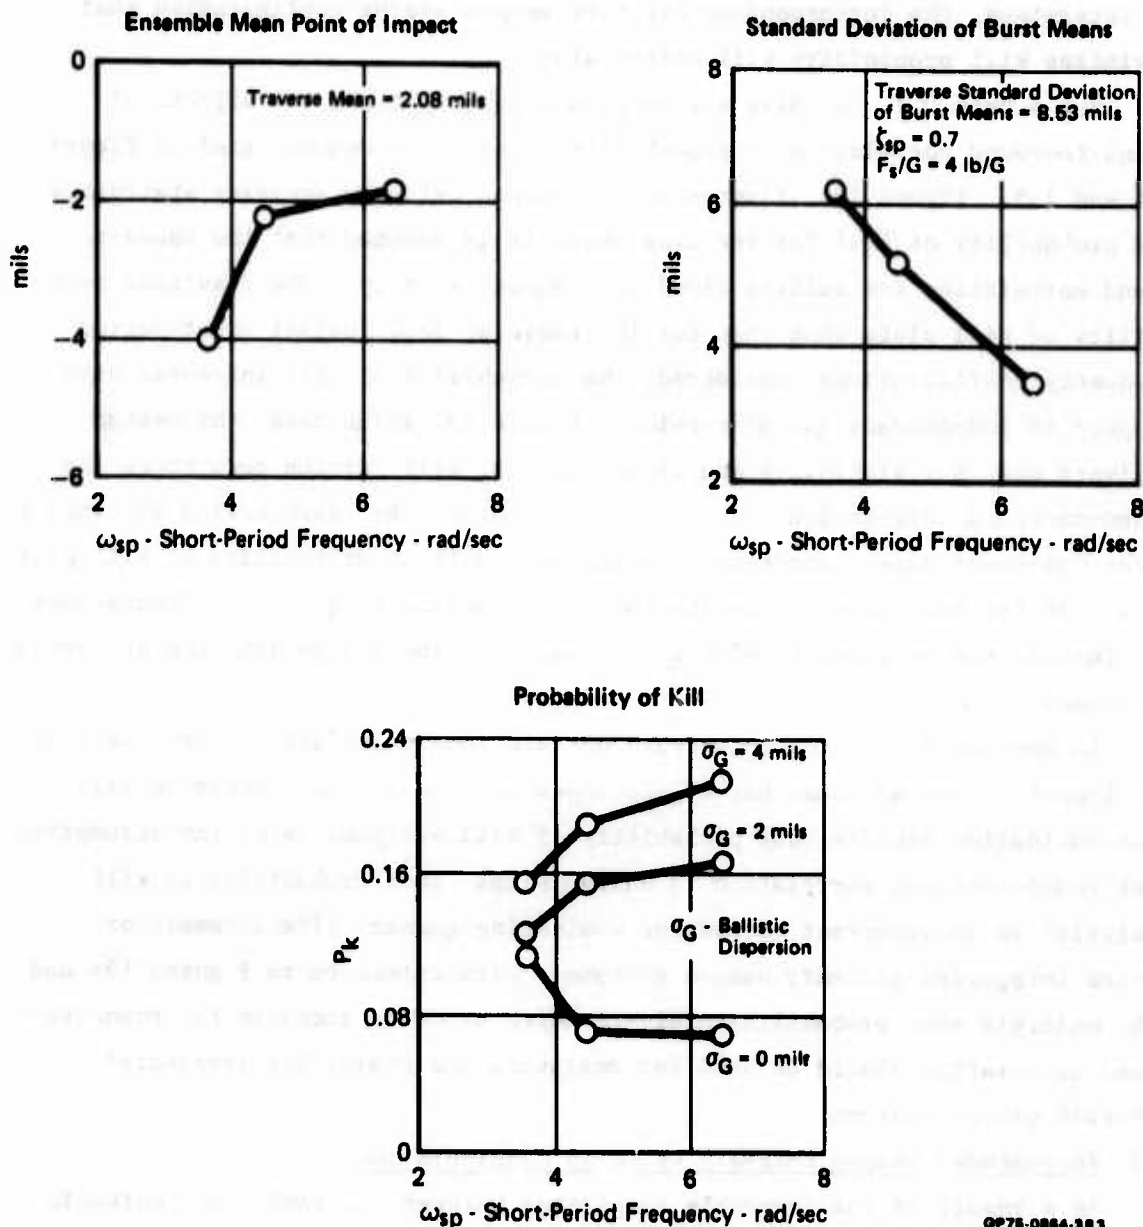 Ensemble Mean Point of Impact
0
Traverse Mean = 2.08 mils
−2
mils
−4
−6
2 4 6 8
ωsp - Short-Period Frequency - rad/sec
Standard Deviation of Burst Means
8
Traverse Standard Deviation
of Burst Means = 8.53 mils
ζsp = 0.7
Fs/G = 4 lb/G
6
mils
4
2
2 4 6 8
ωsp - Short-Period Frequency - rad/sec
Probability of Kill
0.24
σG = 4 mils
σG = 2 mils
0.16
σG - Ballistic
Dispersion
Pk
0.08
σG = 0 mils
0
2 4 6 8
ωsp - Short-Period Frequency - rad/sec